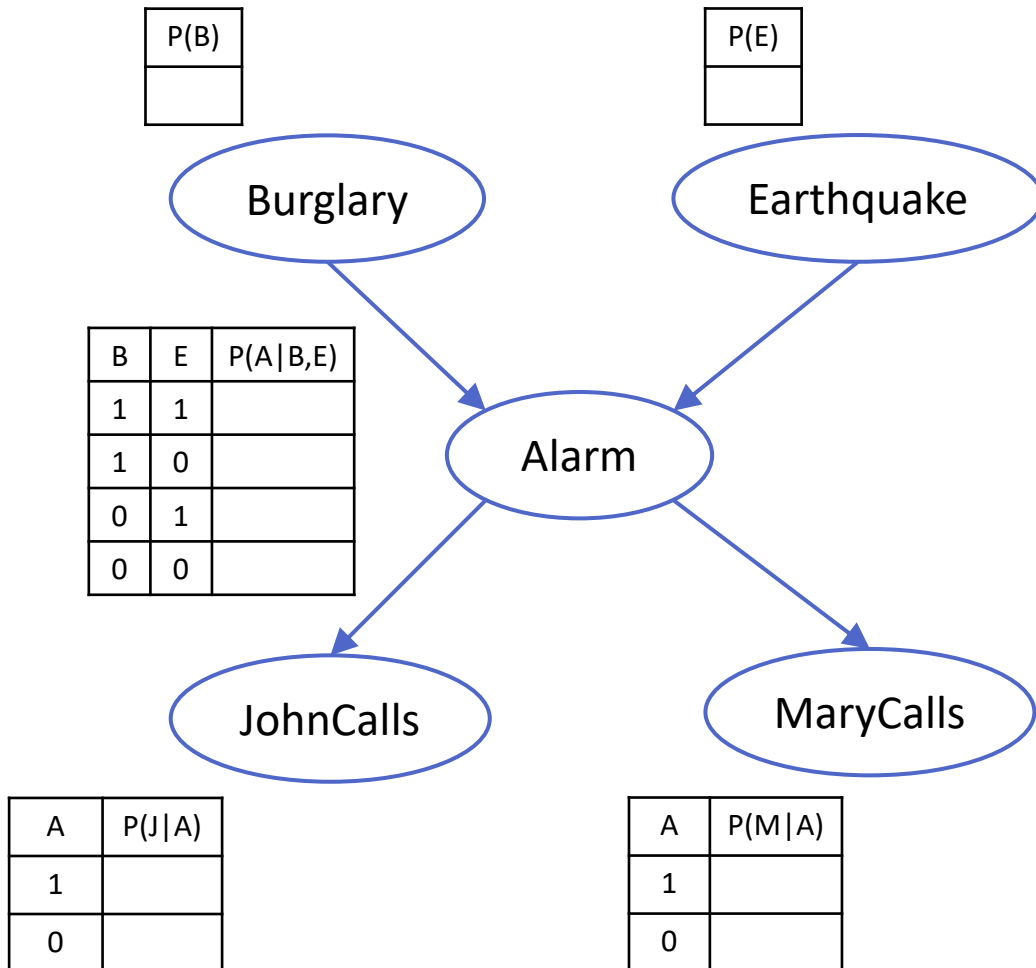 P(B)
P(E)
Burglary
Earthquake
B E P(A|B,E)
1 1
1 0
0 1
0 0
Alarm
JohnCalls
MaryCalls
A P(J|A)
1
0
A P(M|A)
1
0